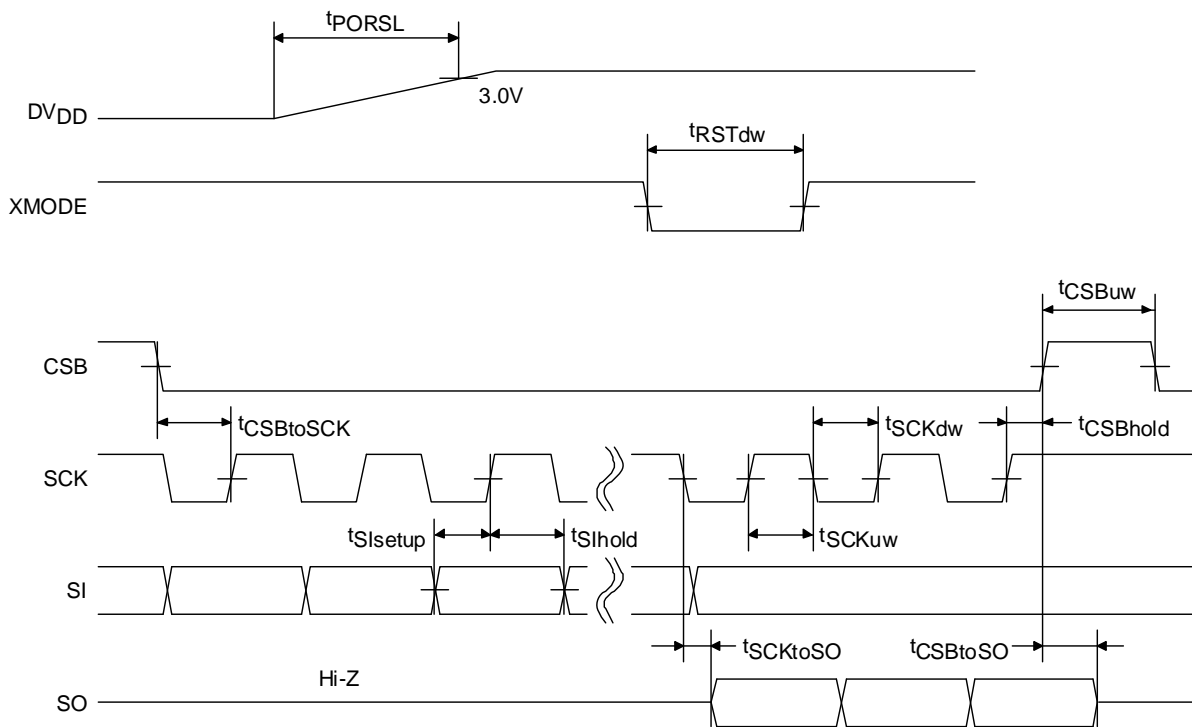 tPORSL
DVDD
3.0V
tRSTdw
XMODE
tCSBuw
CSB
tCSBtoSCK
tSCKdw
tCSBhold
SCK
tSIsetup
tSIhold
tSCKuw
SI
tSCKtoSO
tCSBtoSO
Hi-Z
SO